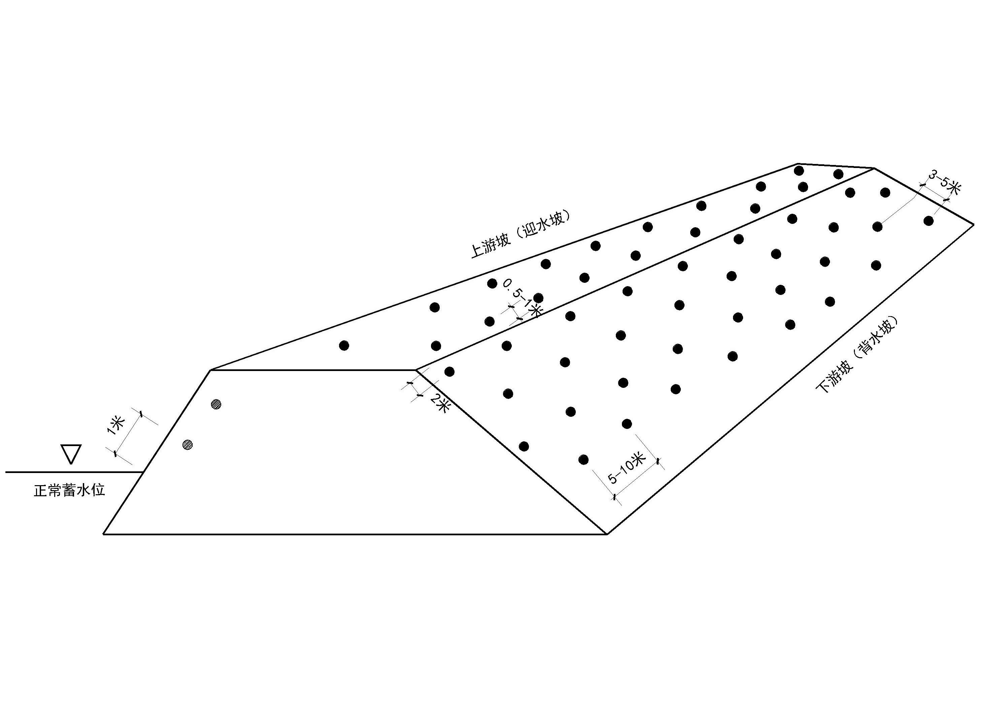 3-5米
上游坡（迎水坡）
0.5-1米
下游坡（背水坡）
2米
1米
5-10米
正常蓄水位